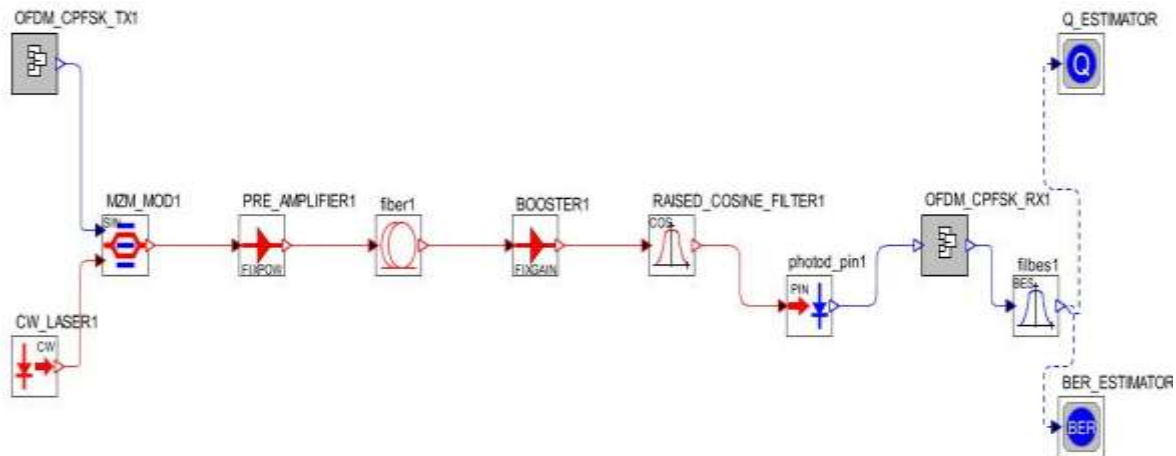 OFDM_CPFSK_TX1
Q_ESTIMATOR
Q
MZM_MOD1
SIN
PRE_AMPLIFIER1
FIXPOW
fiber1
BOOSTER1
FIXGAIN
RAISED_COSINE_FILTER1
COS
OFDM_CPFSK_RX1
photod_pin1
PIN
filbes1
BES
CW_LASER1
CW
BER_ESTIMATOR
BER